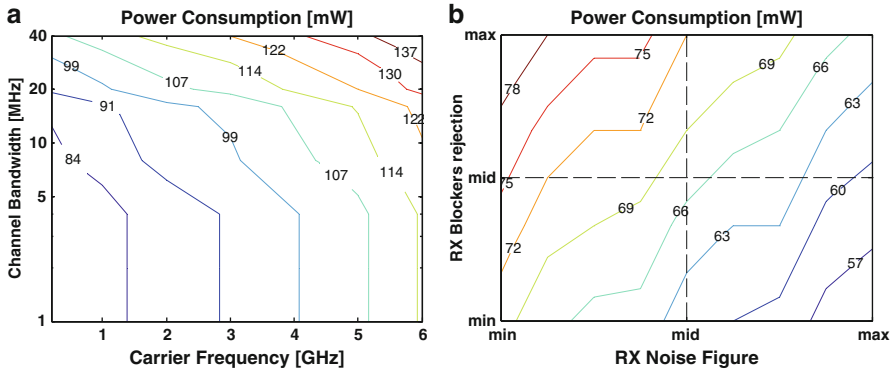 a
Power Consumption [mW]
Channel Bandwidth [MHz]
40
20
10
5
1
1
2
3
4
5
6
Carrier Frequency [GHz]
99
91
84
107
99
114
122
107
137
130
122
114
b
Power Consumption [mW]
RX Blockers rejection
max
mid
min
min
mid
max
RX Noise Figure
78
75
75
72
72
69
69
66
66
63
63
60
57